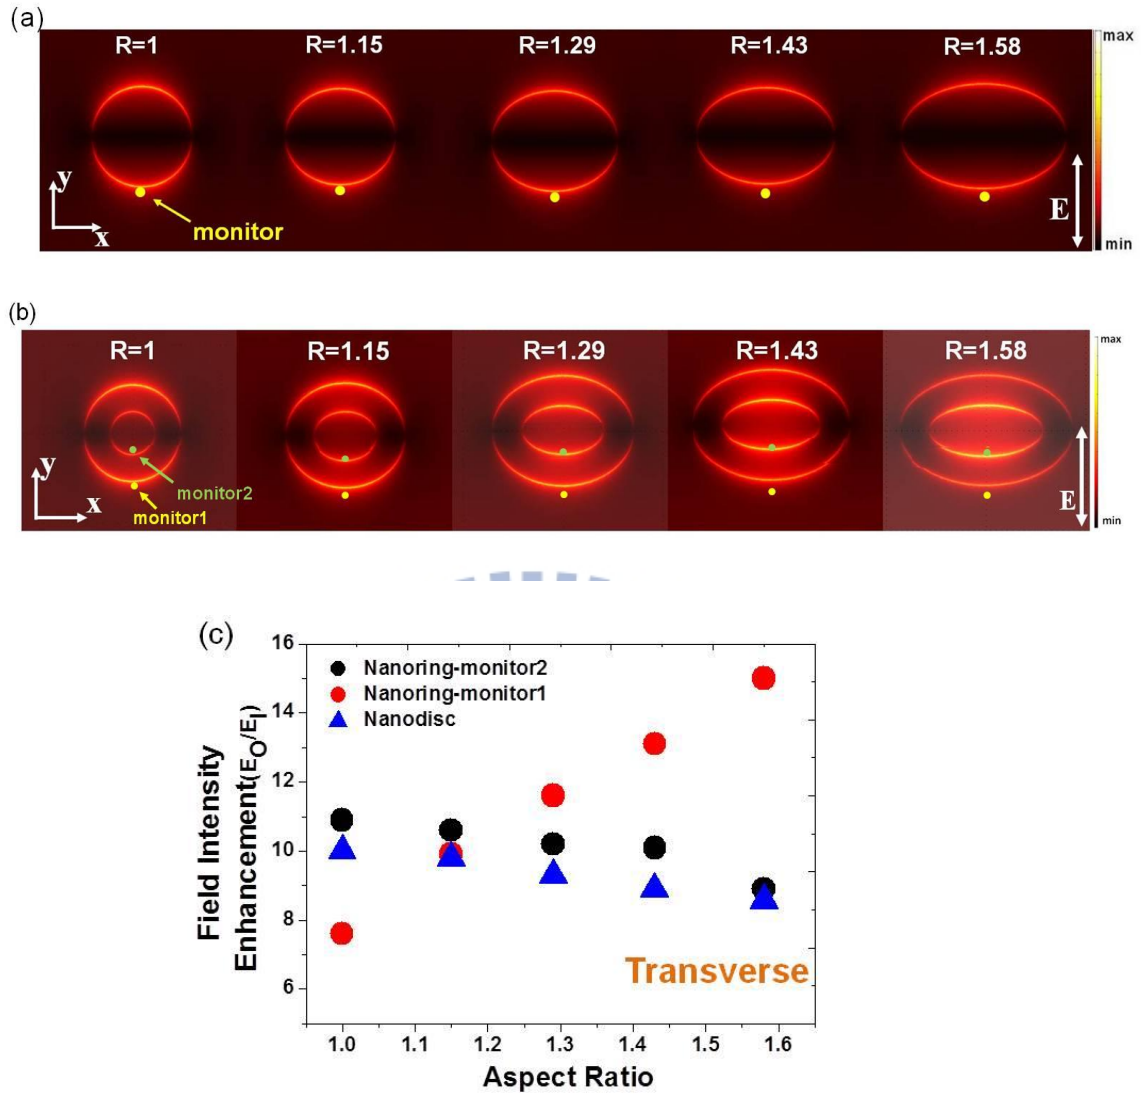 (a)
R=1 R=1.15 R=1.29 R=1.43 R=1.58
max
y
x
monitor
E
min
(b)
R=1 R=1.15 R=1.29 R=1.43 R=1.58
max
y
x
monitor2
monitor1
E
min
(c)
Field Intensity
Enhancement(EO/EI)
16
14
12
10
8
6
Nanoring-monitor2
Nanoring-monitor1
Nanodisc
Transverse
1.0 1.1 1.2 1.3 1.4 1.5 1.6
Aspect Ratio